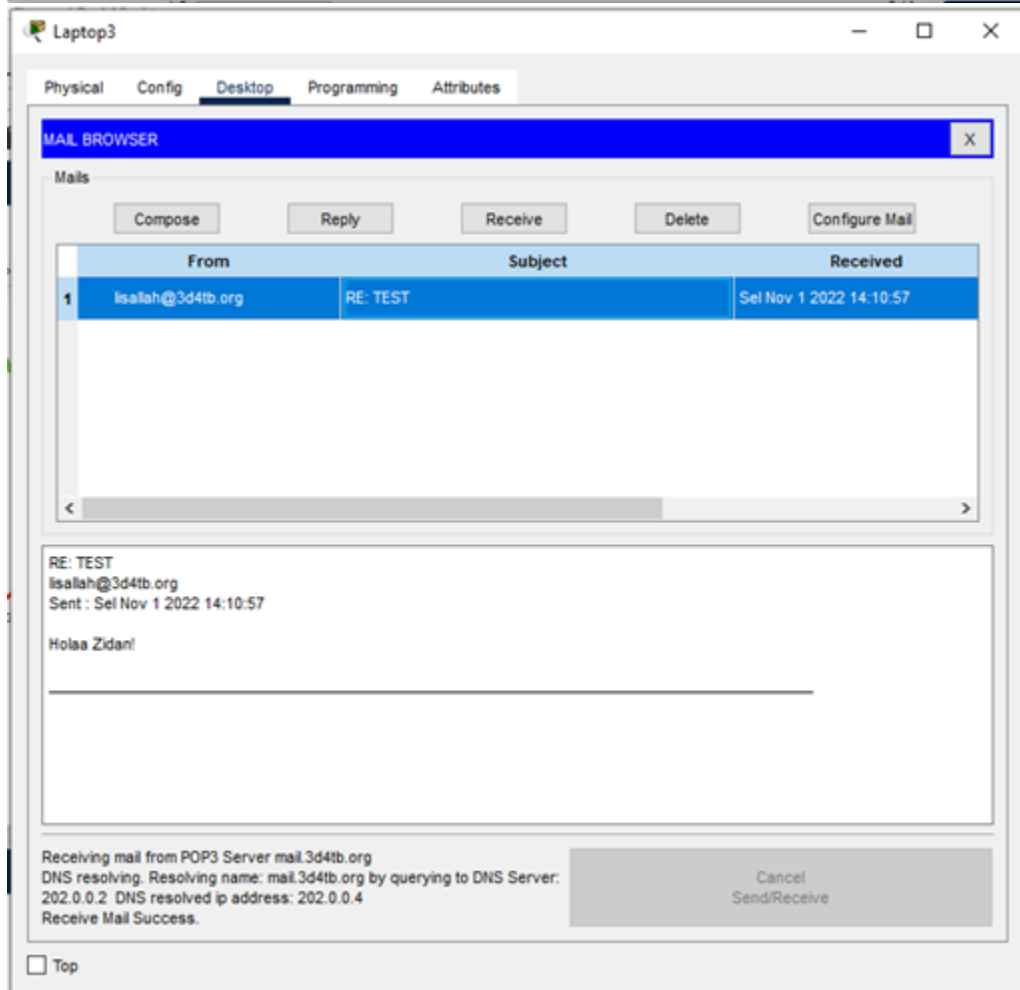 Laptop3
Physical Config Desktop Programming Attributes
MAIL BROWSER X
Mails
Compose Reply Receive Delete Configure Mail
From Subject Received
1 lisallah@3d4tb.org RE: TEST Sel Nov 1 2022 14:10:57
RE: TEST
lisallah@3d4tb.org
Sent : Sel Nov 1 2022 14:10:57
Holaa Zidan!
Receiving mail from POP3 Server mail.3d4tb.org
DNS resolving. Resolving name: mail.3d4tb.org by querying to DNS Server:
202.0.0.2 DNS resolved ip address: 202.0.0.4
Receive Mail Success.
Cancel
Send/Receive
Top